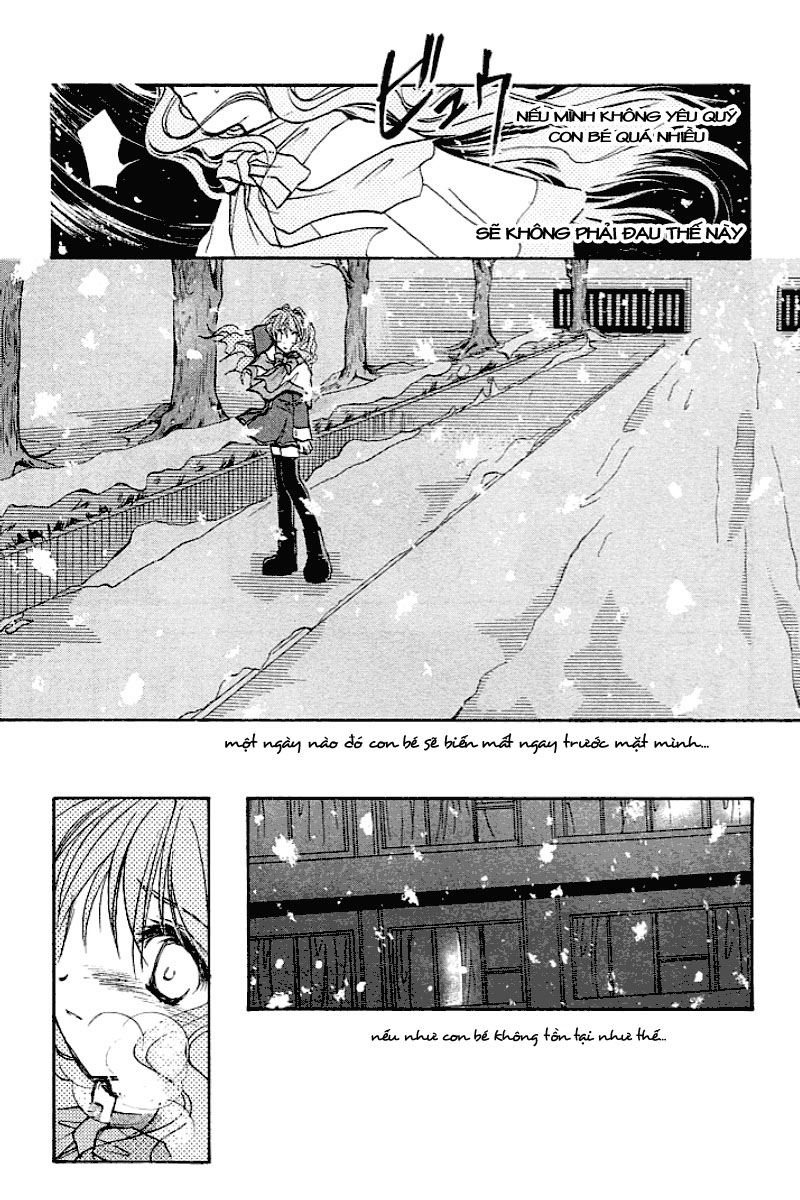 ビュウ
NẾU MÌNH KHÔNG YÊU QUÝ
CON BÉ QUÁ NHIỀU
SẼ KHÔNG PHẢI ĐAU THẾ NÀY
một ngày nào đó con bé sẽ biến mất ngay trước mặt mình...
nếu như con bé không tồn tại như thế...